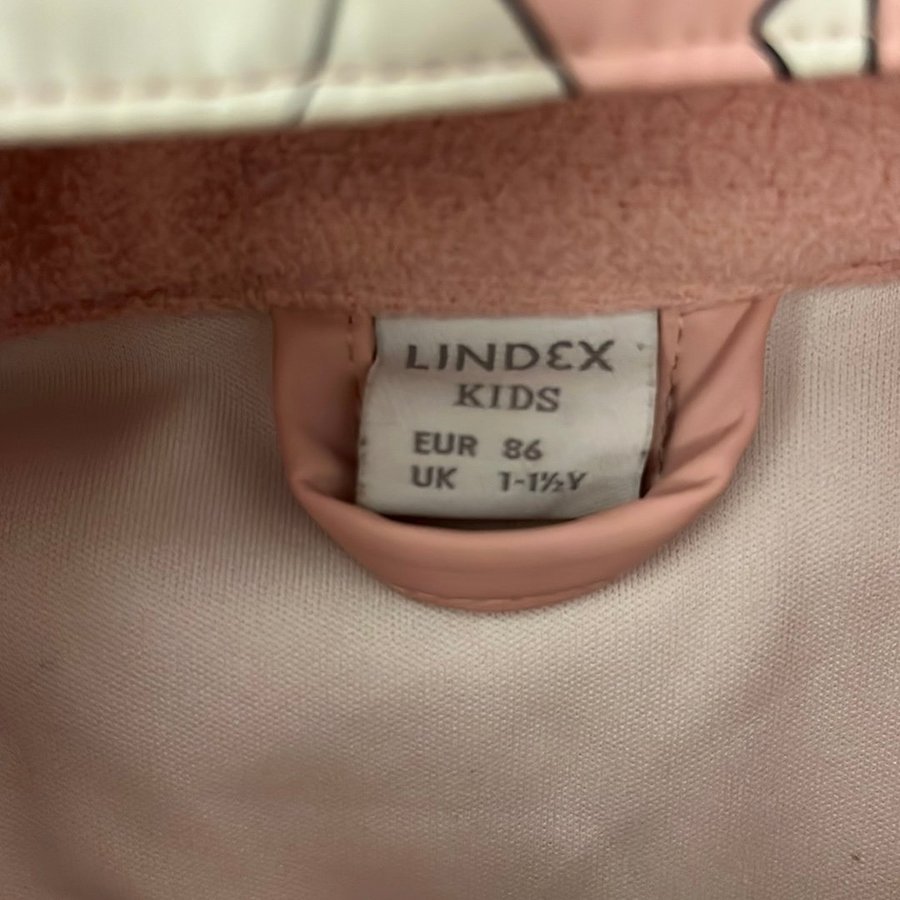 LINDEX
KIDS
EUR 86
UK 1-1½Y